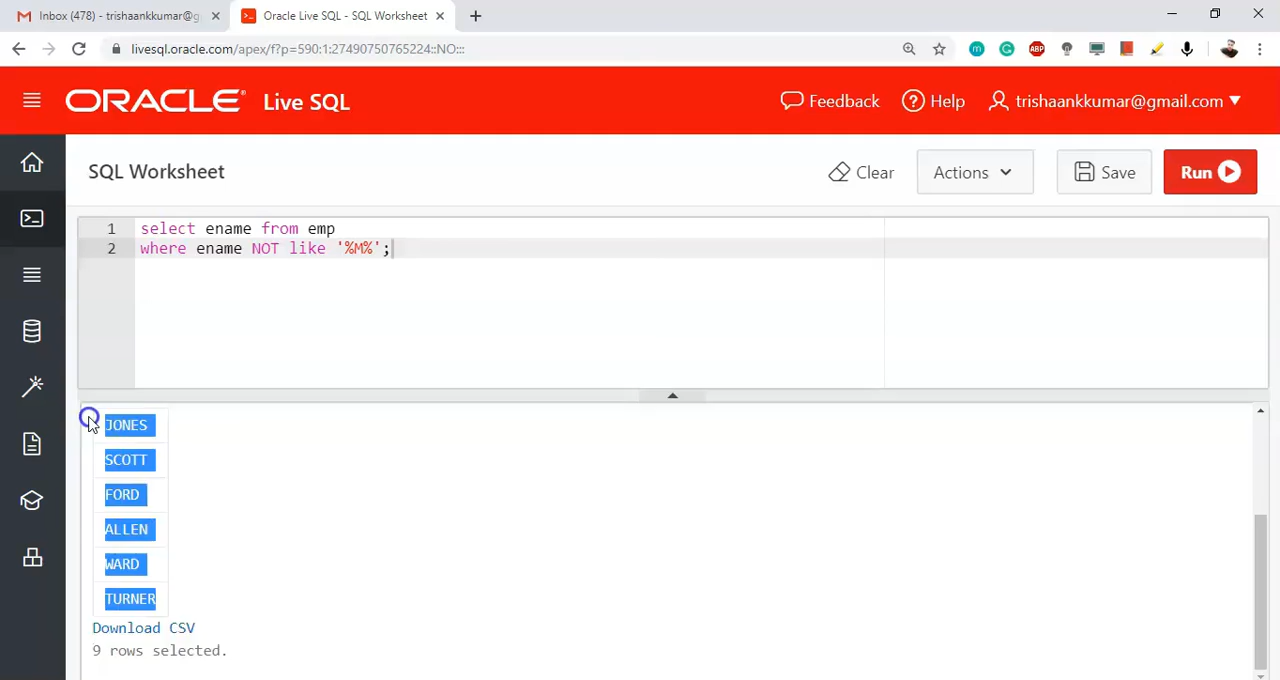 Inbox (478) - trishaankkumar@g
Oracle Live SQL - SQL Worksheet
livesql.oracle.com/apex/f?p=590:1:27490750765224::NO:::
ABP
ORACLE® Live SQL
Feedback
Help
trishaankkumar@gmail.com
SQL Worksheet
Clear
Actions
Save
Run
1 select ename from emp
2 where ename NOT like '%M%';
JONES
SCOTT
FORD
ALLEN
WARD
TURNER
Download CSV
9 rows selected.